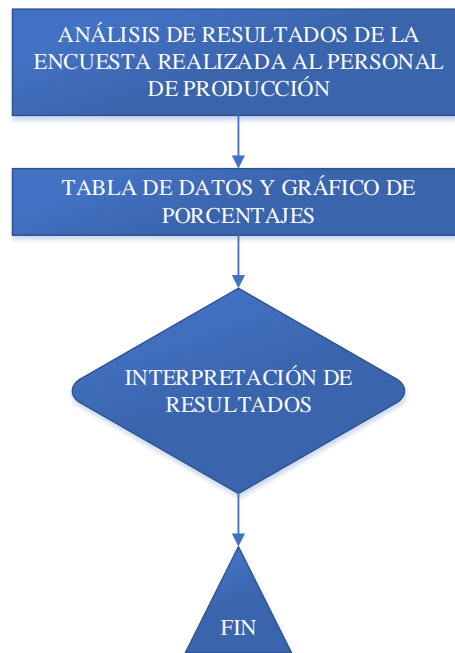 ANÁLISIS DE RESULTADOS DE LA
ENCUESTA REALIZADA AL PERSONAL
DE PRODUCCIÓN
TABLA DE DATOS Y GRÁFICO DE
PORCENTAJES
INTERPRETACIÓN DE
RESULTADOS
FIN